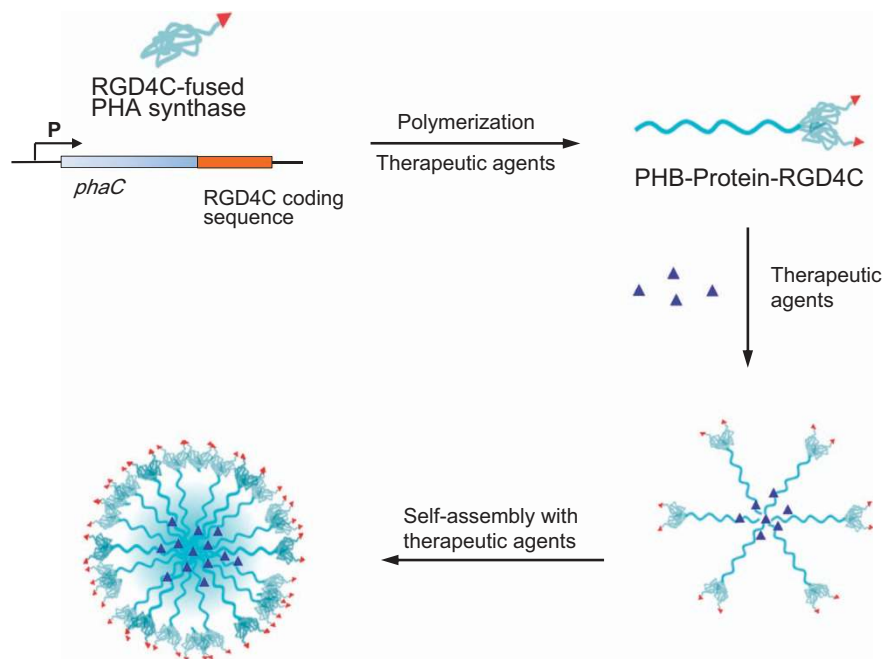 RGD4C-fused
PHA synthase
P
phaC
RGD4C coding
sequence
Polymerization
Therapeutic agents
PHB-Protein-RGD4C
Therapeutic
agents
Self-assembly with
therapeutic agents